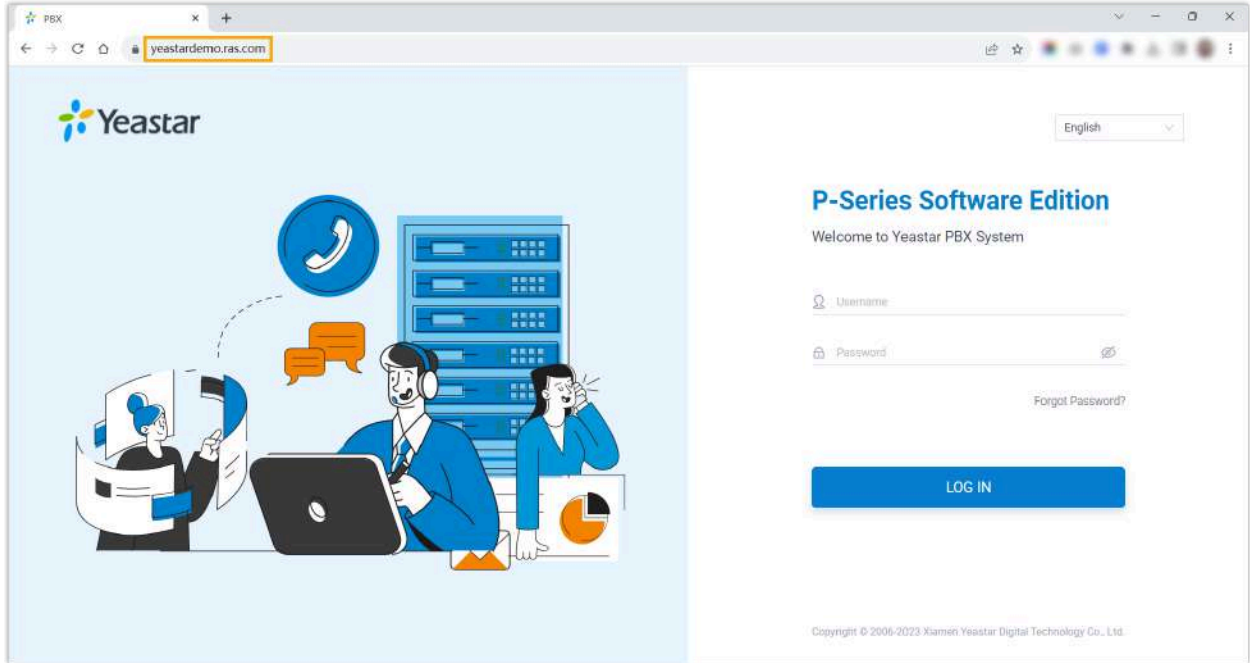 PBX
yeastardemo.ras.com
Yeastar
English
P-Series Software Edition
Welcome to Yeastar PBX System
Username
Password
Forgot Password?
LOG IN
Copyright © 2006-2023 Xiamen Yeastar Digital Technology Co., Ltd.